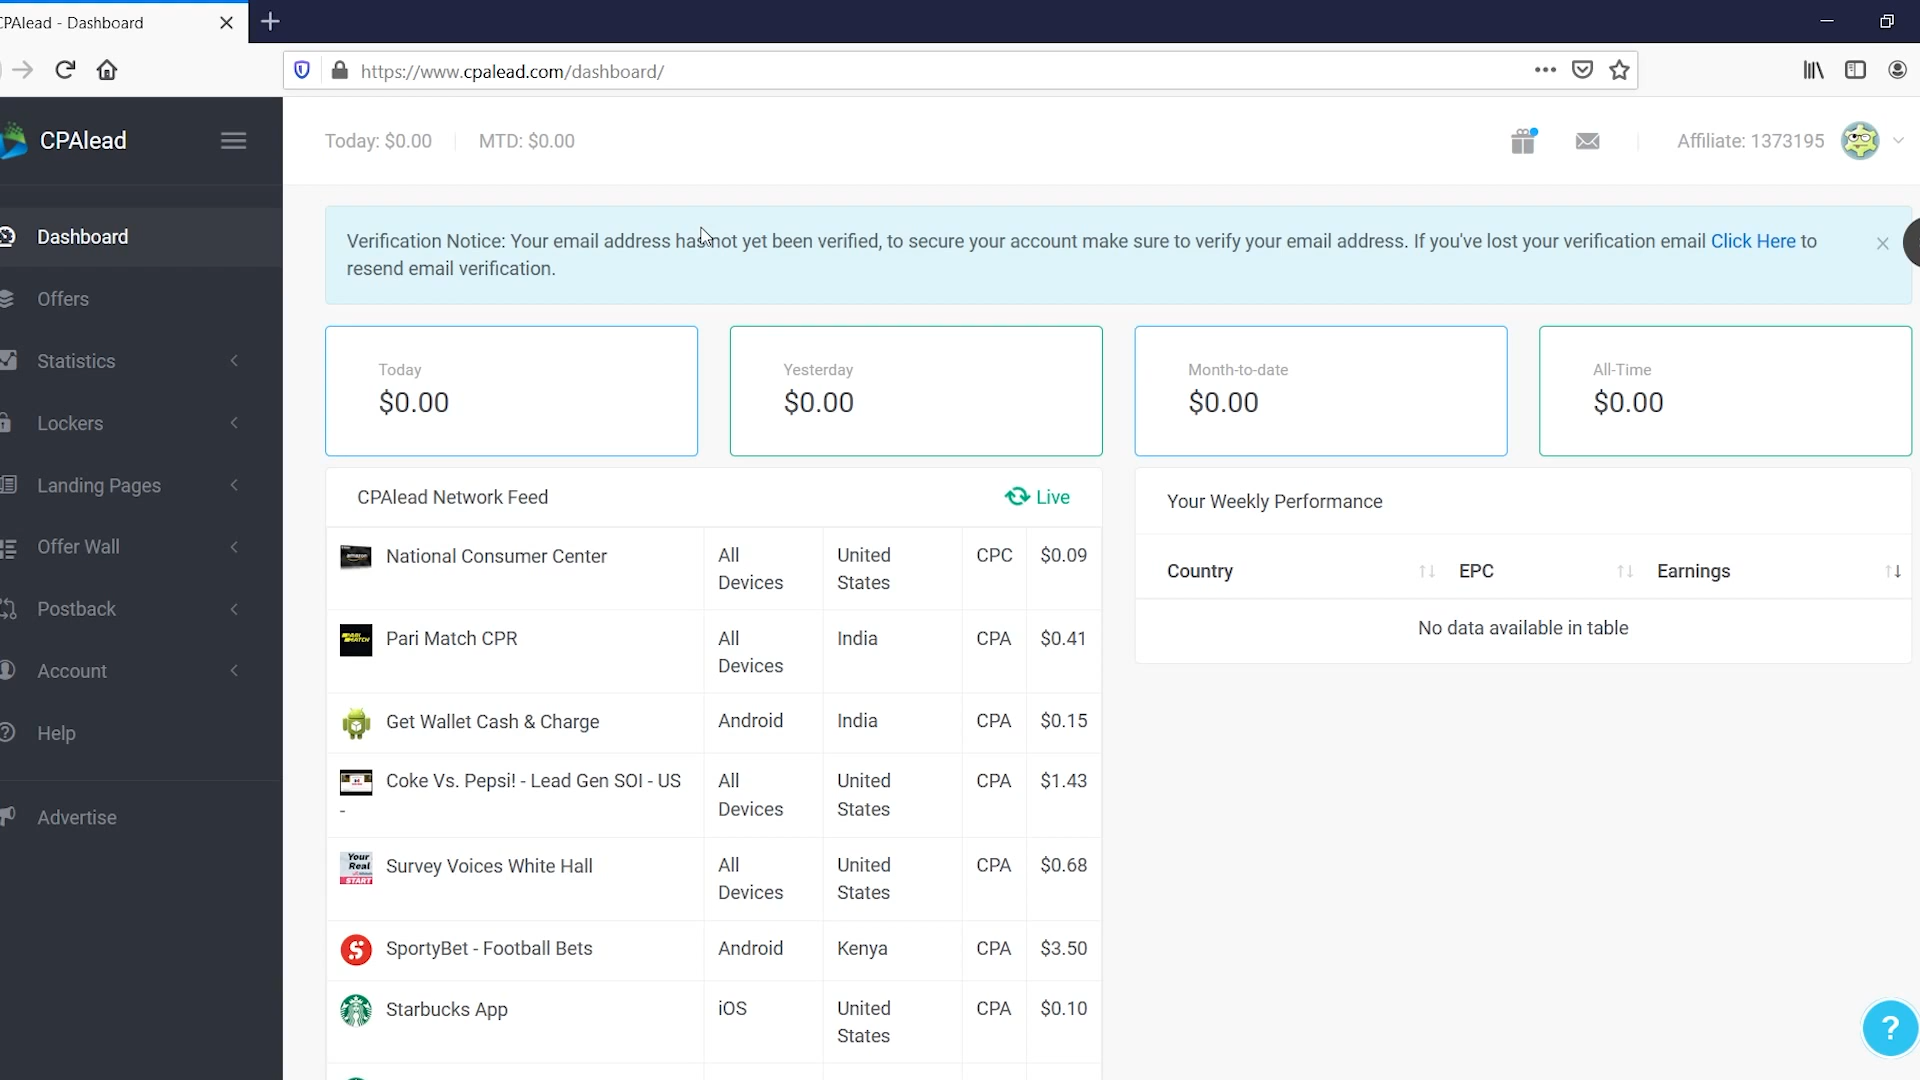 CPAlead - Dashboard
https://www.cpalead.com/dashboard/
CPAlead
Today: $0.00
MTD: $0.00
Affiliate: 1373195
Dashboard
Offers
Statistics
Lockers
Landing Pages
Offer Wall
Postback
Account
Help
Advertise
Verification Notice: Your email address has not yet been verified, to secure your account make sure to verify your email address. If you've lost your verification email Click Here to
resend email verification.
Today
$0.00
Yesterday
$0.00
Month-to-date
$0.00
All-Time
$0.00
CPAlead Network Feed
Live
National Consumer Center All Devices United States CPC $0.09
Pari Match CPR All Devices India CPA $0.41
Get Wallet Cash & Charge Android India CPA $0.15
Coke Vs. Pepsi! - Lead Gen SOI - US - All Devices United States CPA $1.43
Your Real START
Survey Voices White Hall All Devices United States CPA $0.68
SportyBet - Football Bets Android Kenya CPA $3.50
Starbucks App iOS United States CPA $0.10
Your Weekly Performance
Country EPC Earnings
No data available in table
?